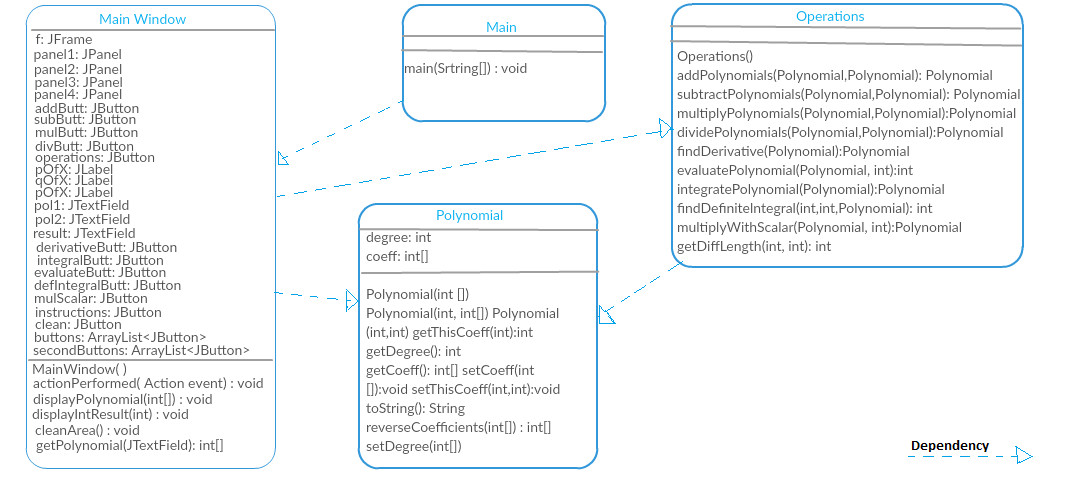 Main Window
f: JFrame
panel1: JPanel
panel2: JPanel
panel3: JPanel
panel4: JPanel
addButt: JButton
subButt: JButton
mulButt: JButton
divButt: JButton
operations: JButton
pOfX: JLabel
qOfX: JLabel
pOfX: JLabel
pol1: JTextField
pol2: JTextField
result: JTextField
derivativeButt: JButton
integralButt: JButton
evaluateButt: JButton
defIntegralButt: JButton
mulScalar: JButton
instructions: JButton
clean: JButton
buttons: ArrayList<JButton>
secondButtons: ArrayList<JButton>
MainWindow( )
actionPerformed( Action event) : void
displayPolynomial(int[]) : void
displayIntResult(int) : void
cleanArea() : void
getPolynomial(JTextField): int[]
Main
main(Srtring[]) : void
Operations
Operations()
addPolynomials(Polynomial,Polynomial): Polynomial
subtractPolynomials(Polynomial,Polynomial): Polynomial
multiplyPolynomials(Polynomial,Polynomial):Polynomial
dividePolynomials(Polynomial,Polynomial):Polynomial
findDerivative(Polynomial):Polynomial
evaluatePolynomial(Polynomial, int):int
integratePolynomial(Polynomial):Polynomial
findDefiniteIntegral(int,int,Polynomial): int
multiplyWithScalar(Polynomial, int):Polynomial
getDiffLength(int, int): int
Polynomial
degree: int
coeff: int[]
Polynomial(int [])
Polynomial(int, int[]) Polynomial
(int,int) getThisCoeff(int):int
getDegree(): int
getCoeff(): int[] setCoeff(int
[]):void setThisCoeff(int,int):void
toString(): String
reverseCoefficients(int[]) : int[]
setDegree(int[])
Dependency